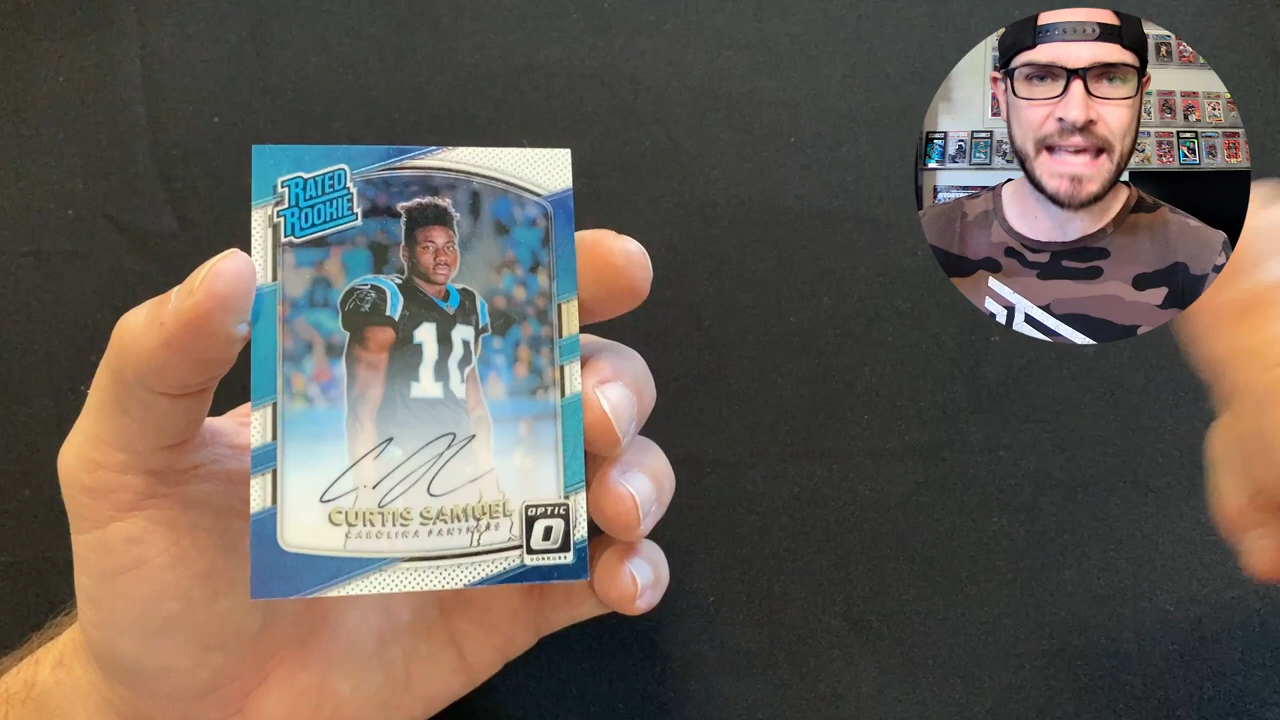 RATED
ROOKIE
10
CURTIS SAMUEL
CAROLINA PANTHERS
OPTIC
DONRUSS